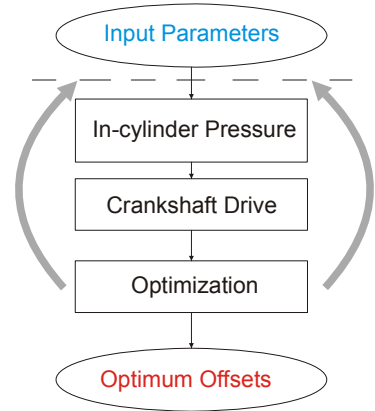 Input Parameters
In-cylinder Pressure
Crankshaft Drive
Optimization
Optimum Offsets